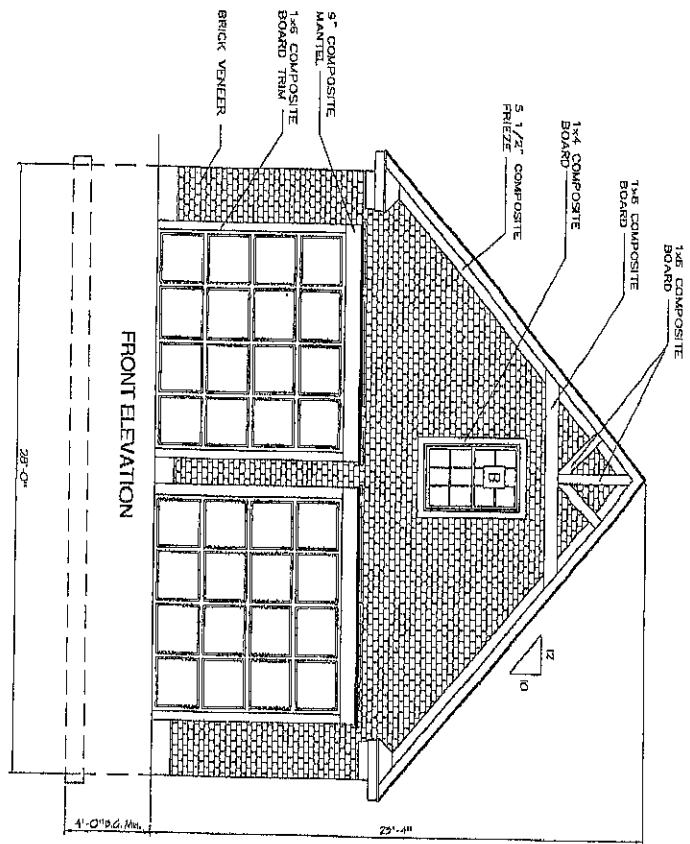 1x6 COMPOSITE
BOARD
1x6 COMPOSITE
BOARD
1x4 COMPOSITE
BOARD
5 1/2" COMPOSITE
FRIEZE
9" COMPOSITE
MANTEL
1x6 COMPOSITE
BOARD TRIM
BRICK VENEER
B
12
10
FRONT ELEVATION
28'-0"
4'-0" B.G. MIN.
23'-4"